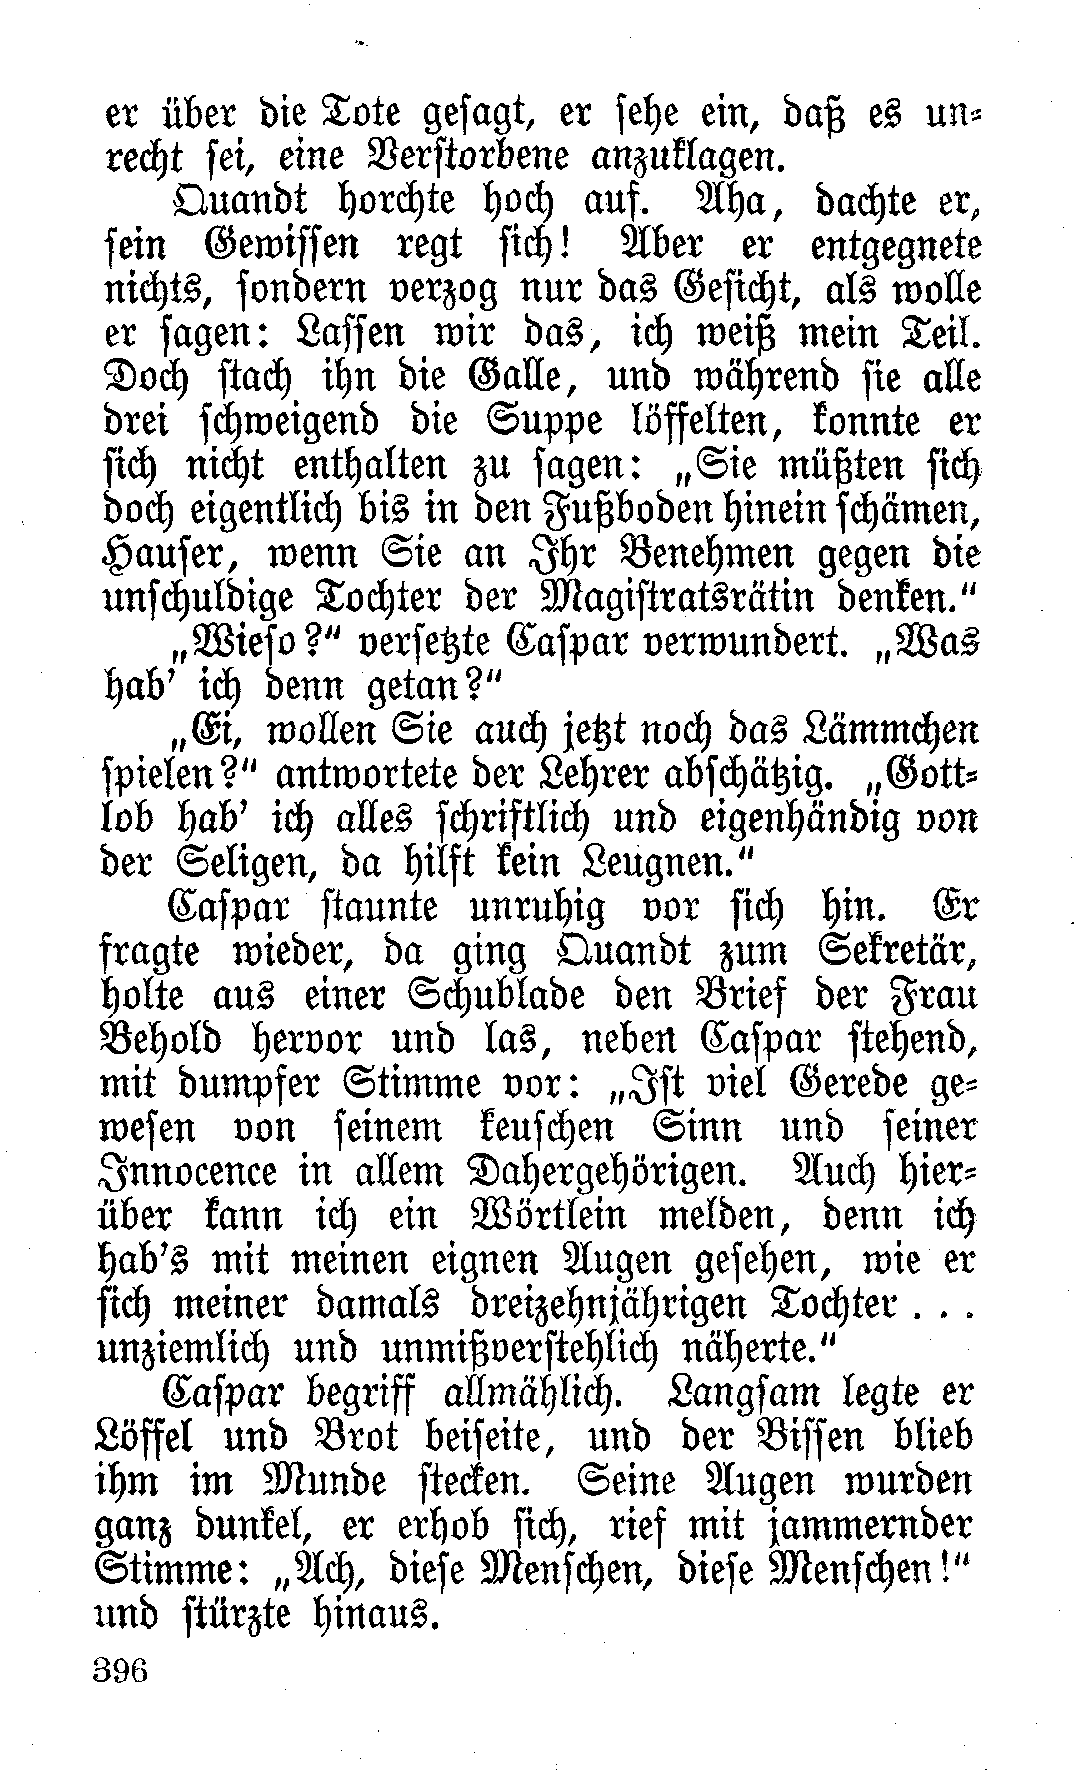 er über die Tote gesagt, er sehe ein, daß es un-
recht sei, eine Verstorbene anzuklagen.
Quandt horchte hoch auf. Aha, dachte er,
sein Gewissen regt sich! Aber er entgegnete
nichts, sondern verzog nur das Gesicht, als wolle
er sagen: Lassen wir das, ich weiß mein Teil.
Doch stach ihn die Galle, und während sie alle
drei schweigend die Suppe löffelten, konnte er
sich nicht enthalten zu sagen: „Sie müßten sich
doch eigentlich bis in den Fußboden hinein schämen,
Hauser, wenn Sie an Ihr Benehmen gegen die
unschuldige Tochter der Magistratsrätin denken.“
„Wieso?“ versetzte Caspar verwundert. „Was
hab' ich denn getan?“
„Ei, wollen Sie auch jetzt noch das Lämmchen
spielen?“ antwortete der Lehrer abschätzig. „Gott-
lob hab' ich alles schriftlich und eigenhändig von
der Seligen, da hilft kein Leugnen.“
Caspar staunte unruhig vor sich hin. Er
fragte wieder, da ging Quandt zum Sekretär,
holte aus einer Schublade den Brief der Frau
Behold hervor und las, neben Caspar stehend,
mit dumpfer Stimme vor: „Ist viel Gerede ge-
wesen von seinem keuschen Sinn und seiner
Innocence in allem Dahergehörigen. Auch hier-
über kann ich ein Wörtlein melden, denn ich
hab's mit meinen eignen Augen gesehen, wie er
sich meiner damals dreizehnjährigen Tochter . . .
unziemlich und unmißverstehlich näherte.“
Caspar begriff allmählich. Langsam legte er
Löffel und Brot beiseite, und der Bissen blieb
ihm im Munde stecken. Seine Augen wurden
ganz dunkel, er erhob sich, rief mit jammernder
Stimme: „Ach, diese Menschen, diese Menschen!“
und stürzte hinaus.
396